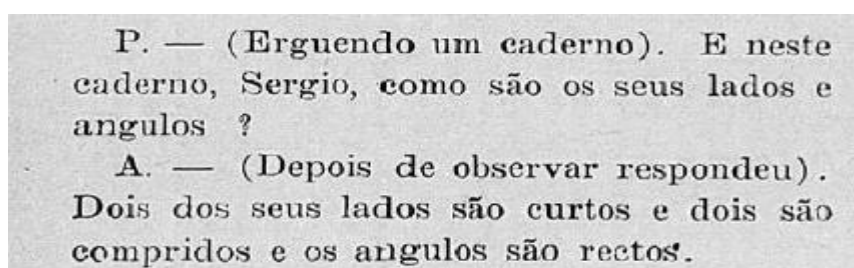 P. — (Erguendo um caderno). E neste
caderno, Sergio, como são os seus lados e
angulos ?
A. — (Depois de observar respondeu).
Dois dos seus lados são curtos e dois são
compridos e os angulos são rectos.